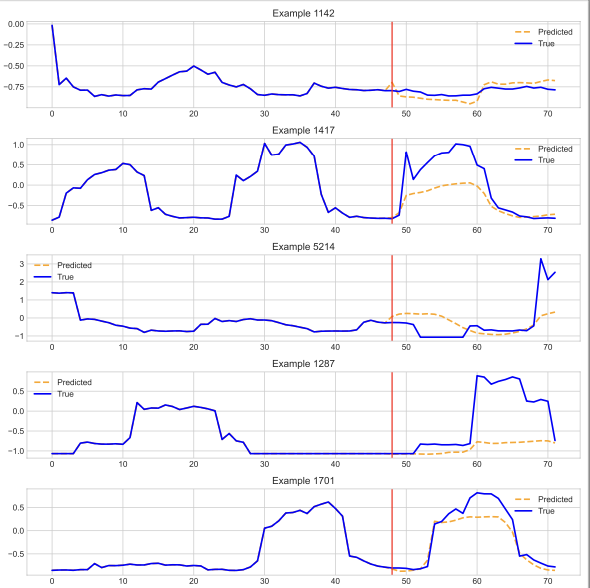 Example 1142
0.00
−0.25
−0.50
−0.75
Predicted
True
0 10 20 30 40 50 60 70
Example 1417
1.0
0.5
0.0
−0.5
Predicted
True
0 10 20 30 40 50 60 70
Example 5214
3
2
1
0
−1
Predicted
True
0 10 20 30 40 50 60 70
Example 1287
0.5
0.0
−0.5
−1.0
Predicted
True
0 10 20 30 40 50 60 70
Example 1701
0.5
0.0
−0.5
Predicted
True
0 10 20 30 40 50 60 70